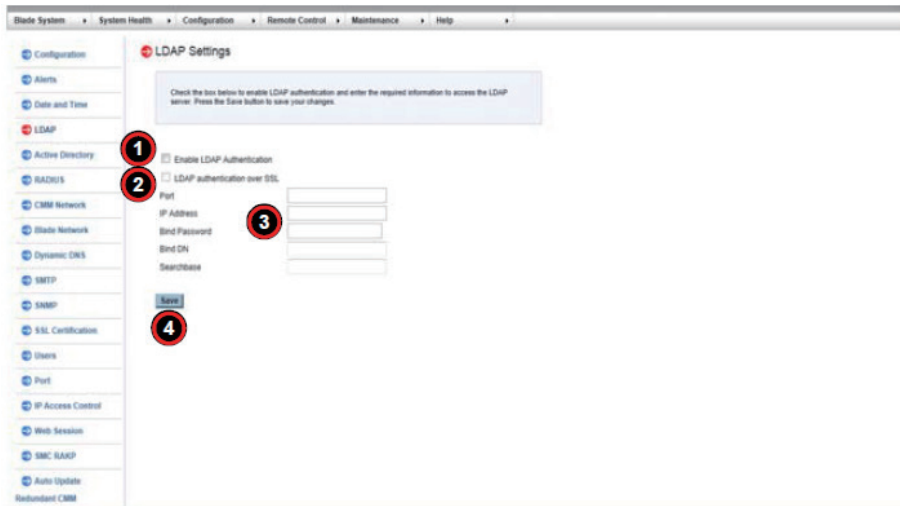 Blade System System Health Configuration Remote Control Maintenance Help
Configuration
Alerts
Date and Time
LDAP
Active Directory
RADIUS
CMM Network
Blade Network
Dynamic DNS
SMTP
SNMP
SSL Certification
Users
Port
IP Access Control
Web Session
SMC RAKP
Auto Update
Redundant CMM
LDAP Settings
Check the box below to enable LDAP authentication and enter the required information to access the LDAP
server. Press the Save button to save your changes.
1
Enable LDAP Authentication
2
LDAP authentication over SSL
Port
IP Address
3
Bind Password
Bind DN
Searchbase
Save
4